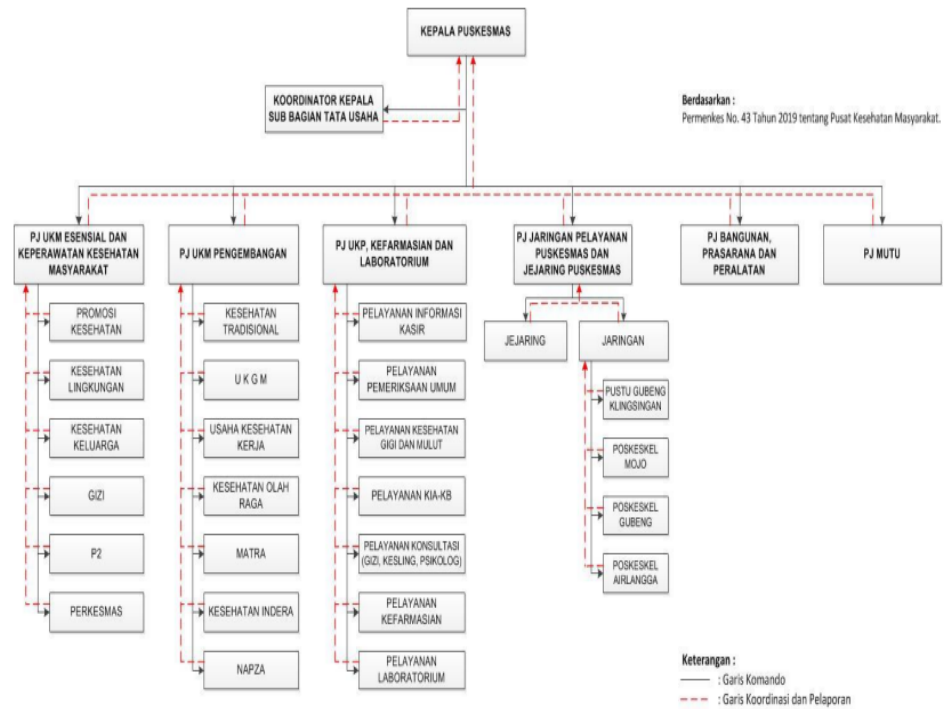 KEPALA PUSKESMAS
KOORDINATOR KEPALA
SUB BAGIAN TATA USAHA
Berdasarkan :
Permenkes No. 43 Tahun 2019 tentang Pusat Kesehatan Masyarakat.
PJ UKM ESENSIAL DAN
KEPERAWATAN KESEHATAN
MASYARAKAT
PJ UKM PENGEMBANGAN
PJ UKP, KEFARMASIAN DAN
LABORATORIUM
PJ JARINGAN PELAYANAN
PUSKESMAS DAN
JEJARING PUSKESMAS
PJ BANGUNAN,
PRASARANA DAN
PERALATAN
PJ MUTU
PROMOSI
KESEHATAN
KESEHATAN
LINGKUNGAN
KESEHATAN
KELUARGA
GIZI
P2
PERKESMAS
KESEHATAN
TRADISIONAL
U K G M
USAHA KESEHATAN
KERJA
KESEHATAN OLAH
RAGA
MATRA
KESEHATAN INDERA
NAPZA
PELAYANAN INFORMASI
KASIR
PELAYANAN
PEMERIKSAAN UMUM
PELAYANAN KESEHATAN
GIGI DAN MULUT
PELAYANAN KIA-KB
PELAYANAN KONSULTASI
(GIZI, KESLING, PSIKOLOG)
PELAYANAN
KEFARMASIAN
PELAYANAN
LABORATORIUM
JEJARING
JARINGAN
PUSTU GUBENG
KLINGSINGAN
POSKESKEL
MOJO
POSKESKEL
GUBENG
POSKESKEL
AIRLANGGA
Keterangan :
: Garis Komando
: Garis Koordinasi dan Pelaporan